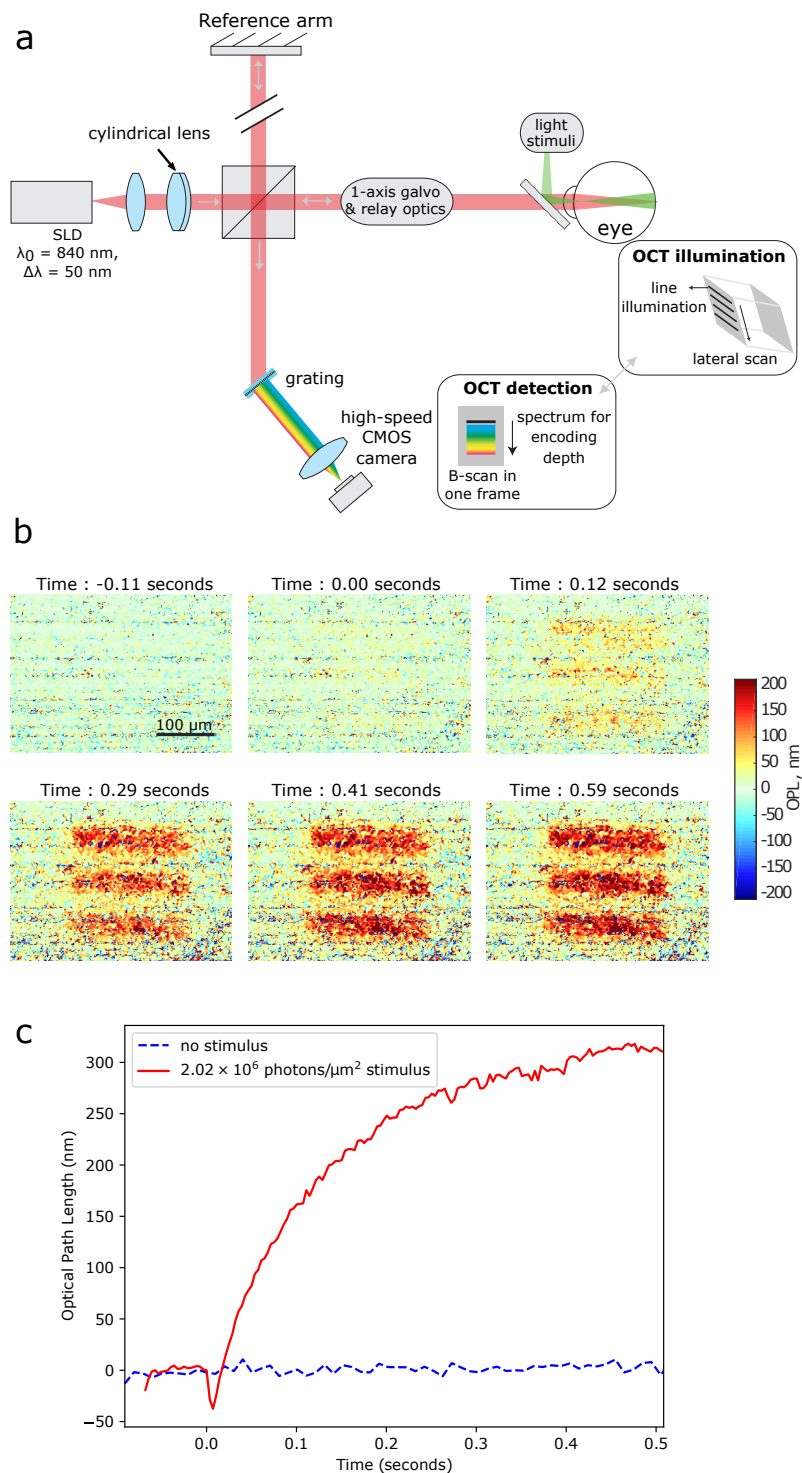 a
Reference arm
cylindrical lens
light
stimuli
1-axis galvo
& relay optics
eye
SLD
λ0 = 840 nm,
Δλ = 50 nm
OCT illumination
line
illumination
lateral scan
grating
high-speed
CMOS
camera
OCT detection
spectrum for
encoding
depth
B-scan in
one frame
b
Time : -0.11 seconds
Time : 0.00 seconds
Time : 0.12 seconds
100 µm
Time : 0.29 seconds
Time : 0.41 seconds
Time : 0.59 seconds
200
150
100
50
0
-50
-100
-150
-200
OPL, nm
c
no stimulus
2.02 × 10⁶ photons/µm² stimulus
300
250
200
150
100
50
0
−50
Optical Path Length (nm)
0.0
0.1
0.2
0.3
0.4
0.5
Time (seconds)